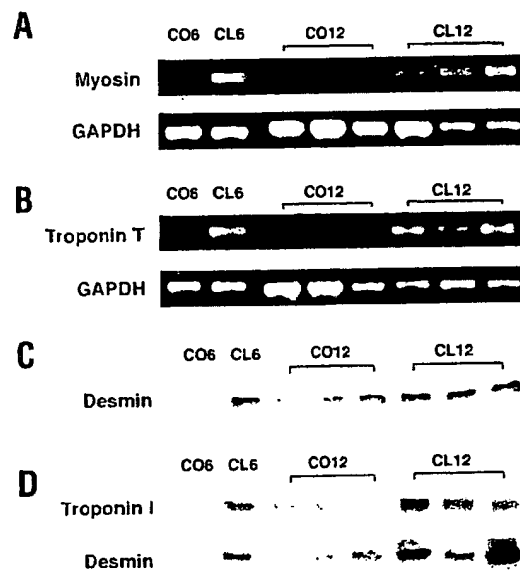 A
CO6 CL6 CO12 CL12
Myosin
GAPDH
B
CO6 CL6 CO12 CL12
Troponin T
GAPDH
C
CO6 CL6 CO12 CL12
Desmin
D
CO6 CL6 CO12 CL12
Troponin I
Desmin